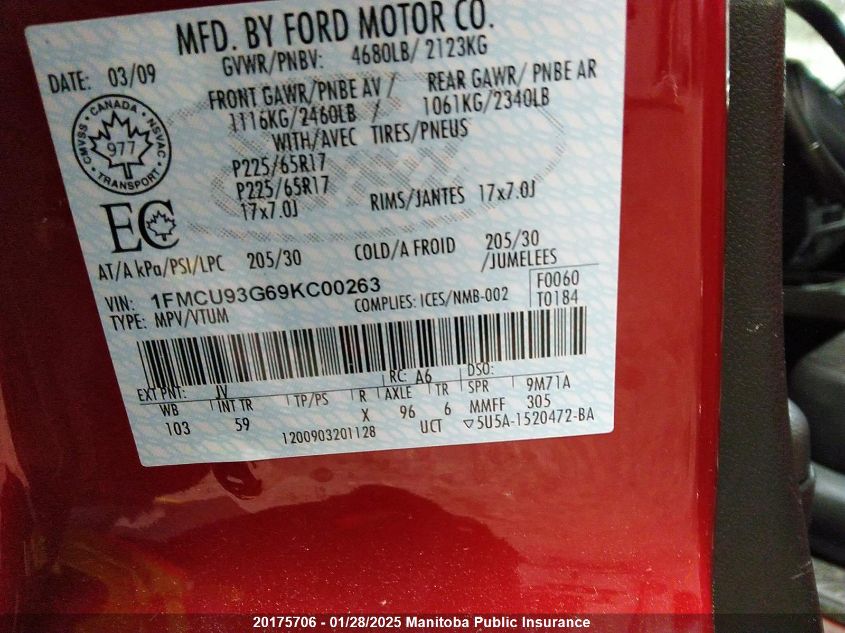 MFD. BY FORD MOTOR CO.
DATE: 03/09
GVWR/PNBV: 4680LB/ 2123KG
FRONT GAWR/PNBE AV / REAR GAWR/ PNBE AR
1116KG/2460LB / 1061KG/2340LB
WITH/AVEC TIRES/PNEUS
P225/65R17
P225/65R17
17x7.0J RIMS/JANTES 17x7.0J
CANADA
CMVSS NSVAC
977
TRANSPORT
EC
AT/A kPa/PSI/LPC 205/30 COLD/A FROID 205/30
/JUMELEES
VIN: 1FMCU93G69KC00263
TYPE: MPV/VTUM COMPLIES: ICES/NMB-002
F0060
T0184
EXT PNT: JV RC: A6 DSO:
WB INT TR TP/PS R AXLE TR SPR 9M71A
103 59 X 96 6 MMFF 305
1200903201128 UCT ▽5U5A-1520472-BA
20175706 - 01/28/2025 Manitoba Public Insurance